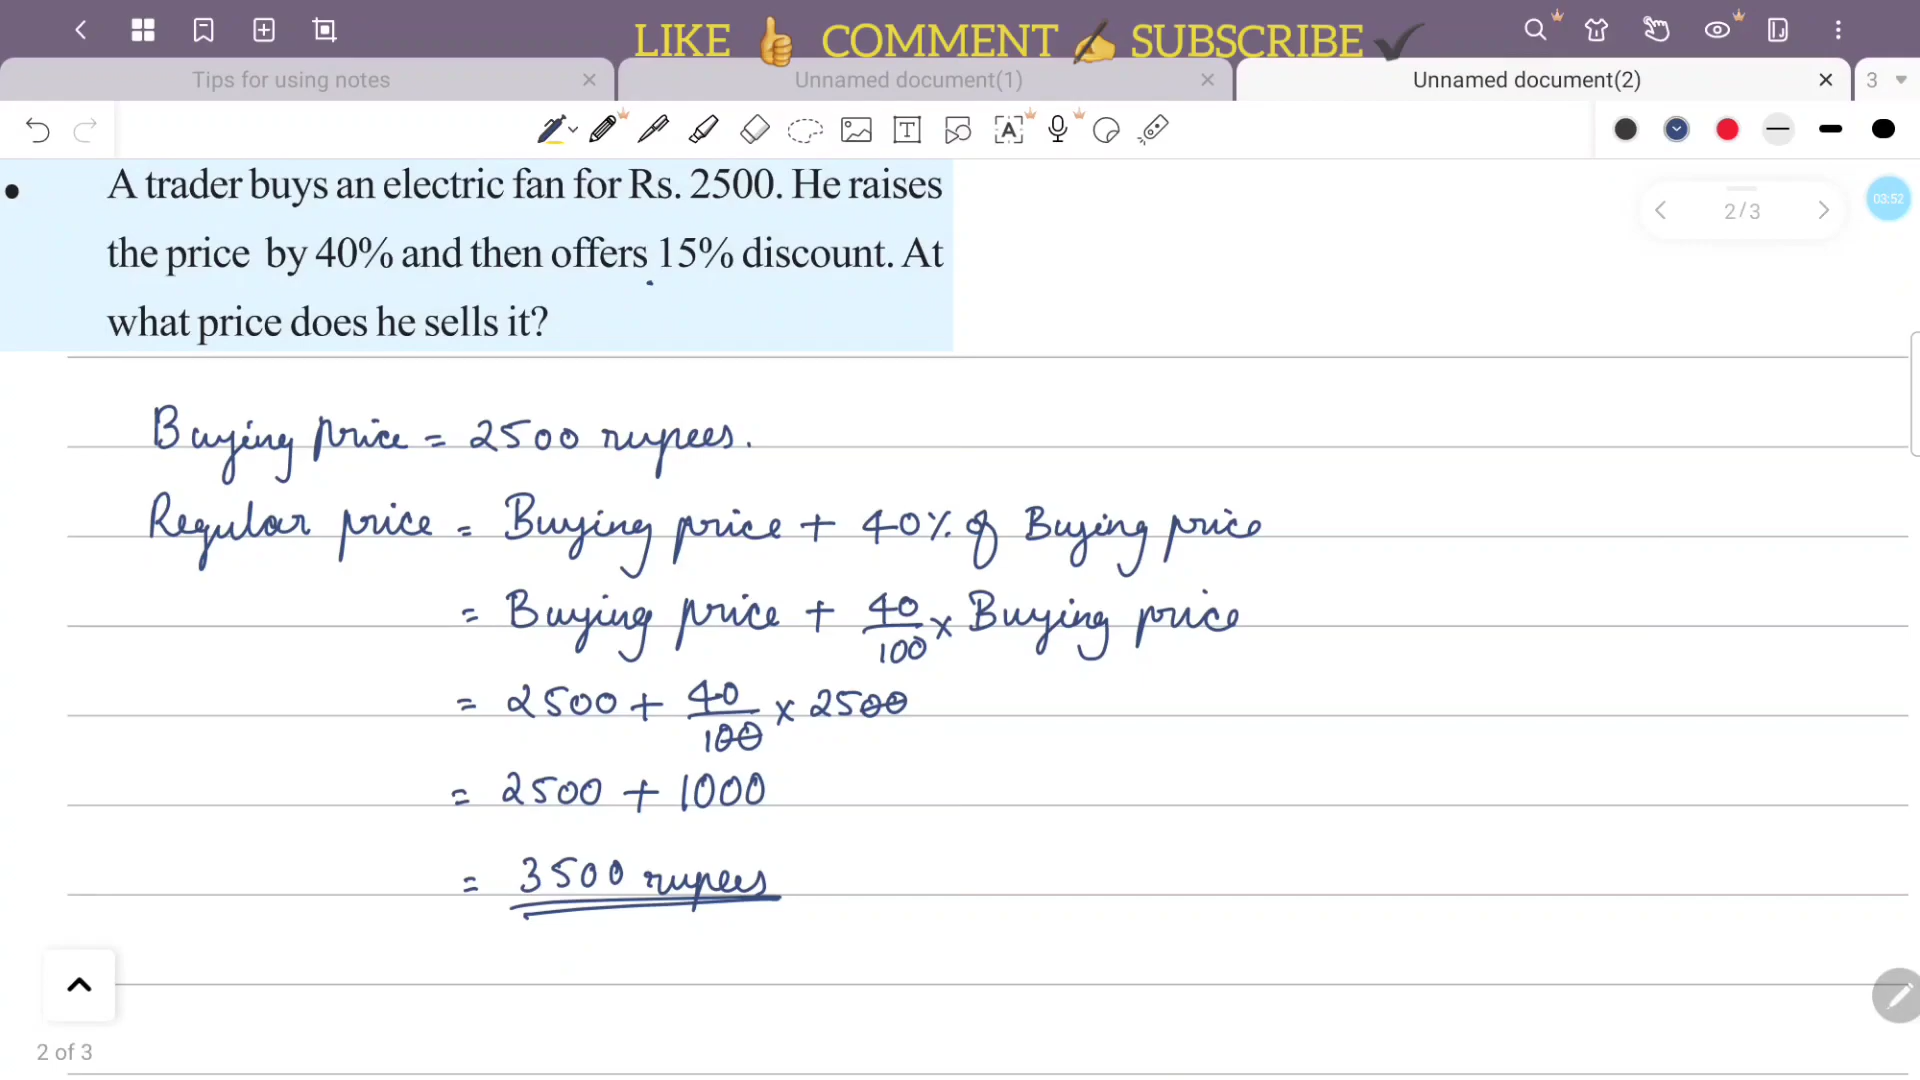 LIKE 👍 COMMENT ✍ SUBSCRIBE ✔
Tips for using notes
Unnamed document(1)
Unnamed document(2)
3
A trader buys an electric fan for Rs. 2500. He raises
the price by 40% and then offers 15% discount. At
what price does he sells it?
2/3
03:52
Buying price = 2500 rupees.
Regular price = Buying price + 40% of Buying price
= Buying price + 40/100 × Buying price
= 2500 + 40/100 × 2500
= 2500 + 1000
= 3500 rupees
2 of 3